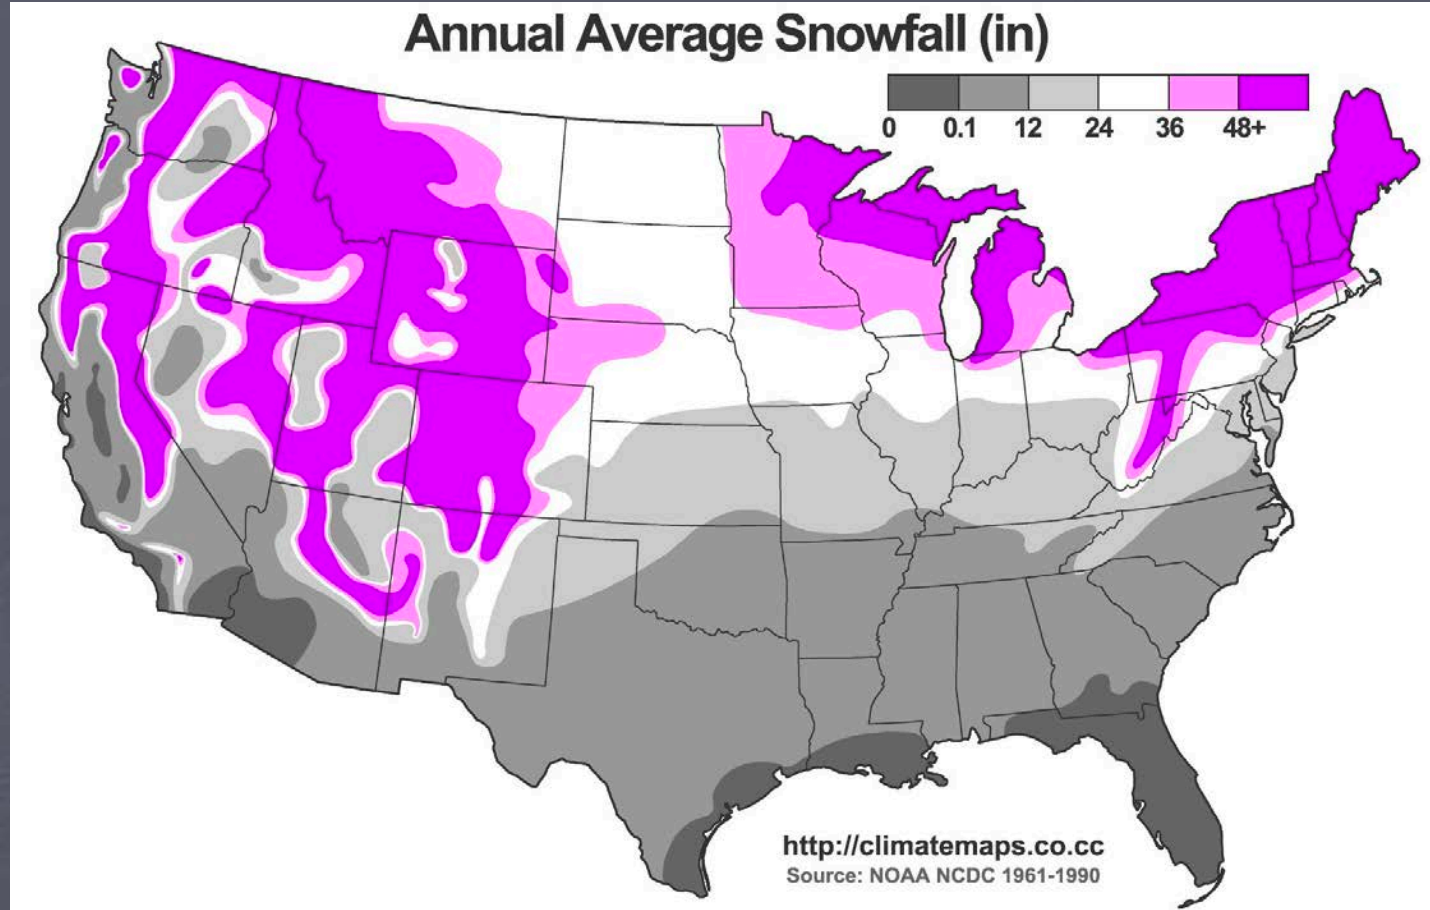 Annual Average Snowfall (in)
0 0.1 12 24 36 48+
http://climatemaps.co.cc
Source: NOAA NCDC 1961-1990